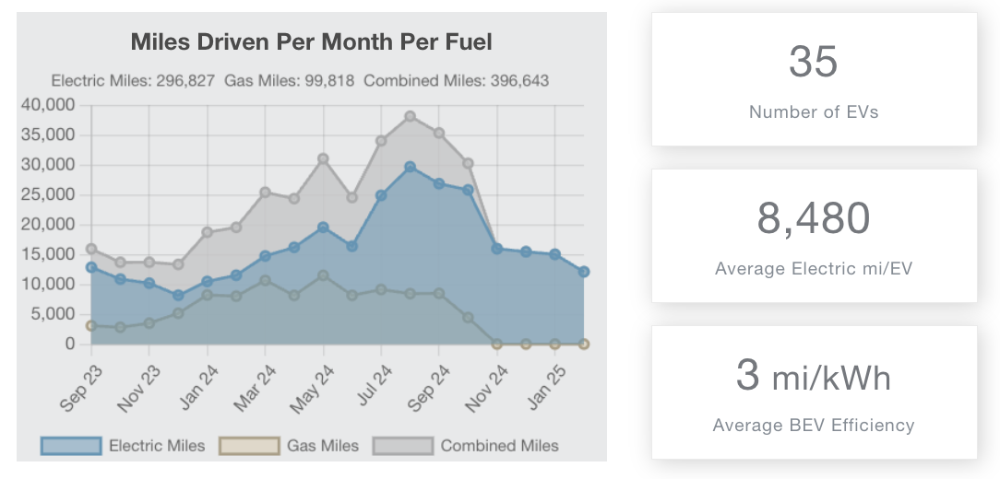 Miles Driven Per Month Per Fuel
Electric Miles: 296,827 Gas Miles: 99,818 Combined Miles: 396,643
40,000
35,000
30,000
25,000
20,000
15,000
10,000
5,000
0
Sep 23
Nov 23
Jan 24
Mar 24
May 24
Jul 24
Sep 24
Nov 24
Jan 25
Electric Miles
Gas Miles
Combined Miles
35
Number of EVs
8,480
Average Electric mi/EV
3 mi/kWh
Average BEV Efficiency